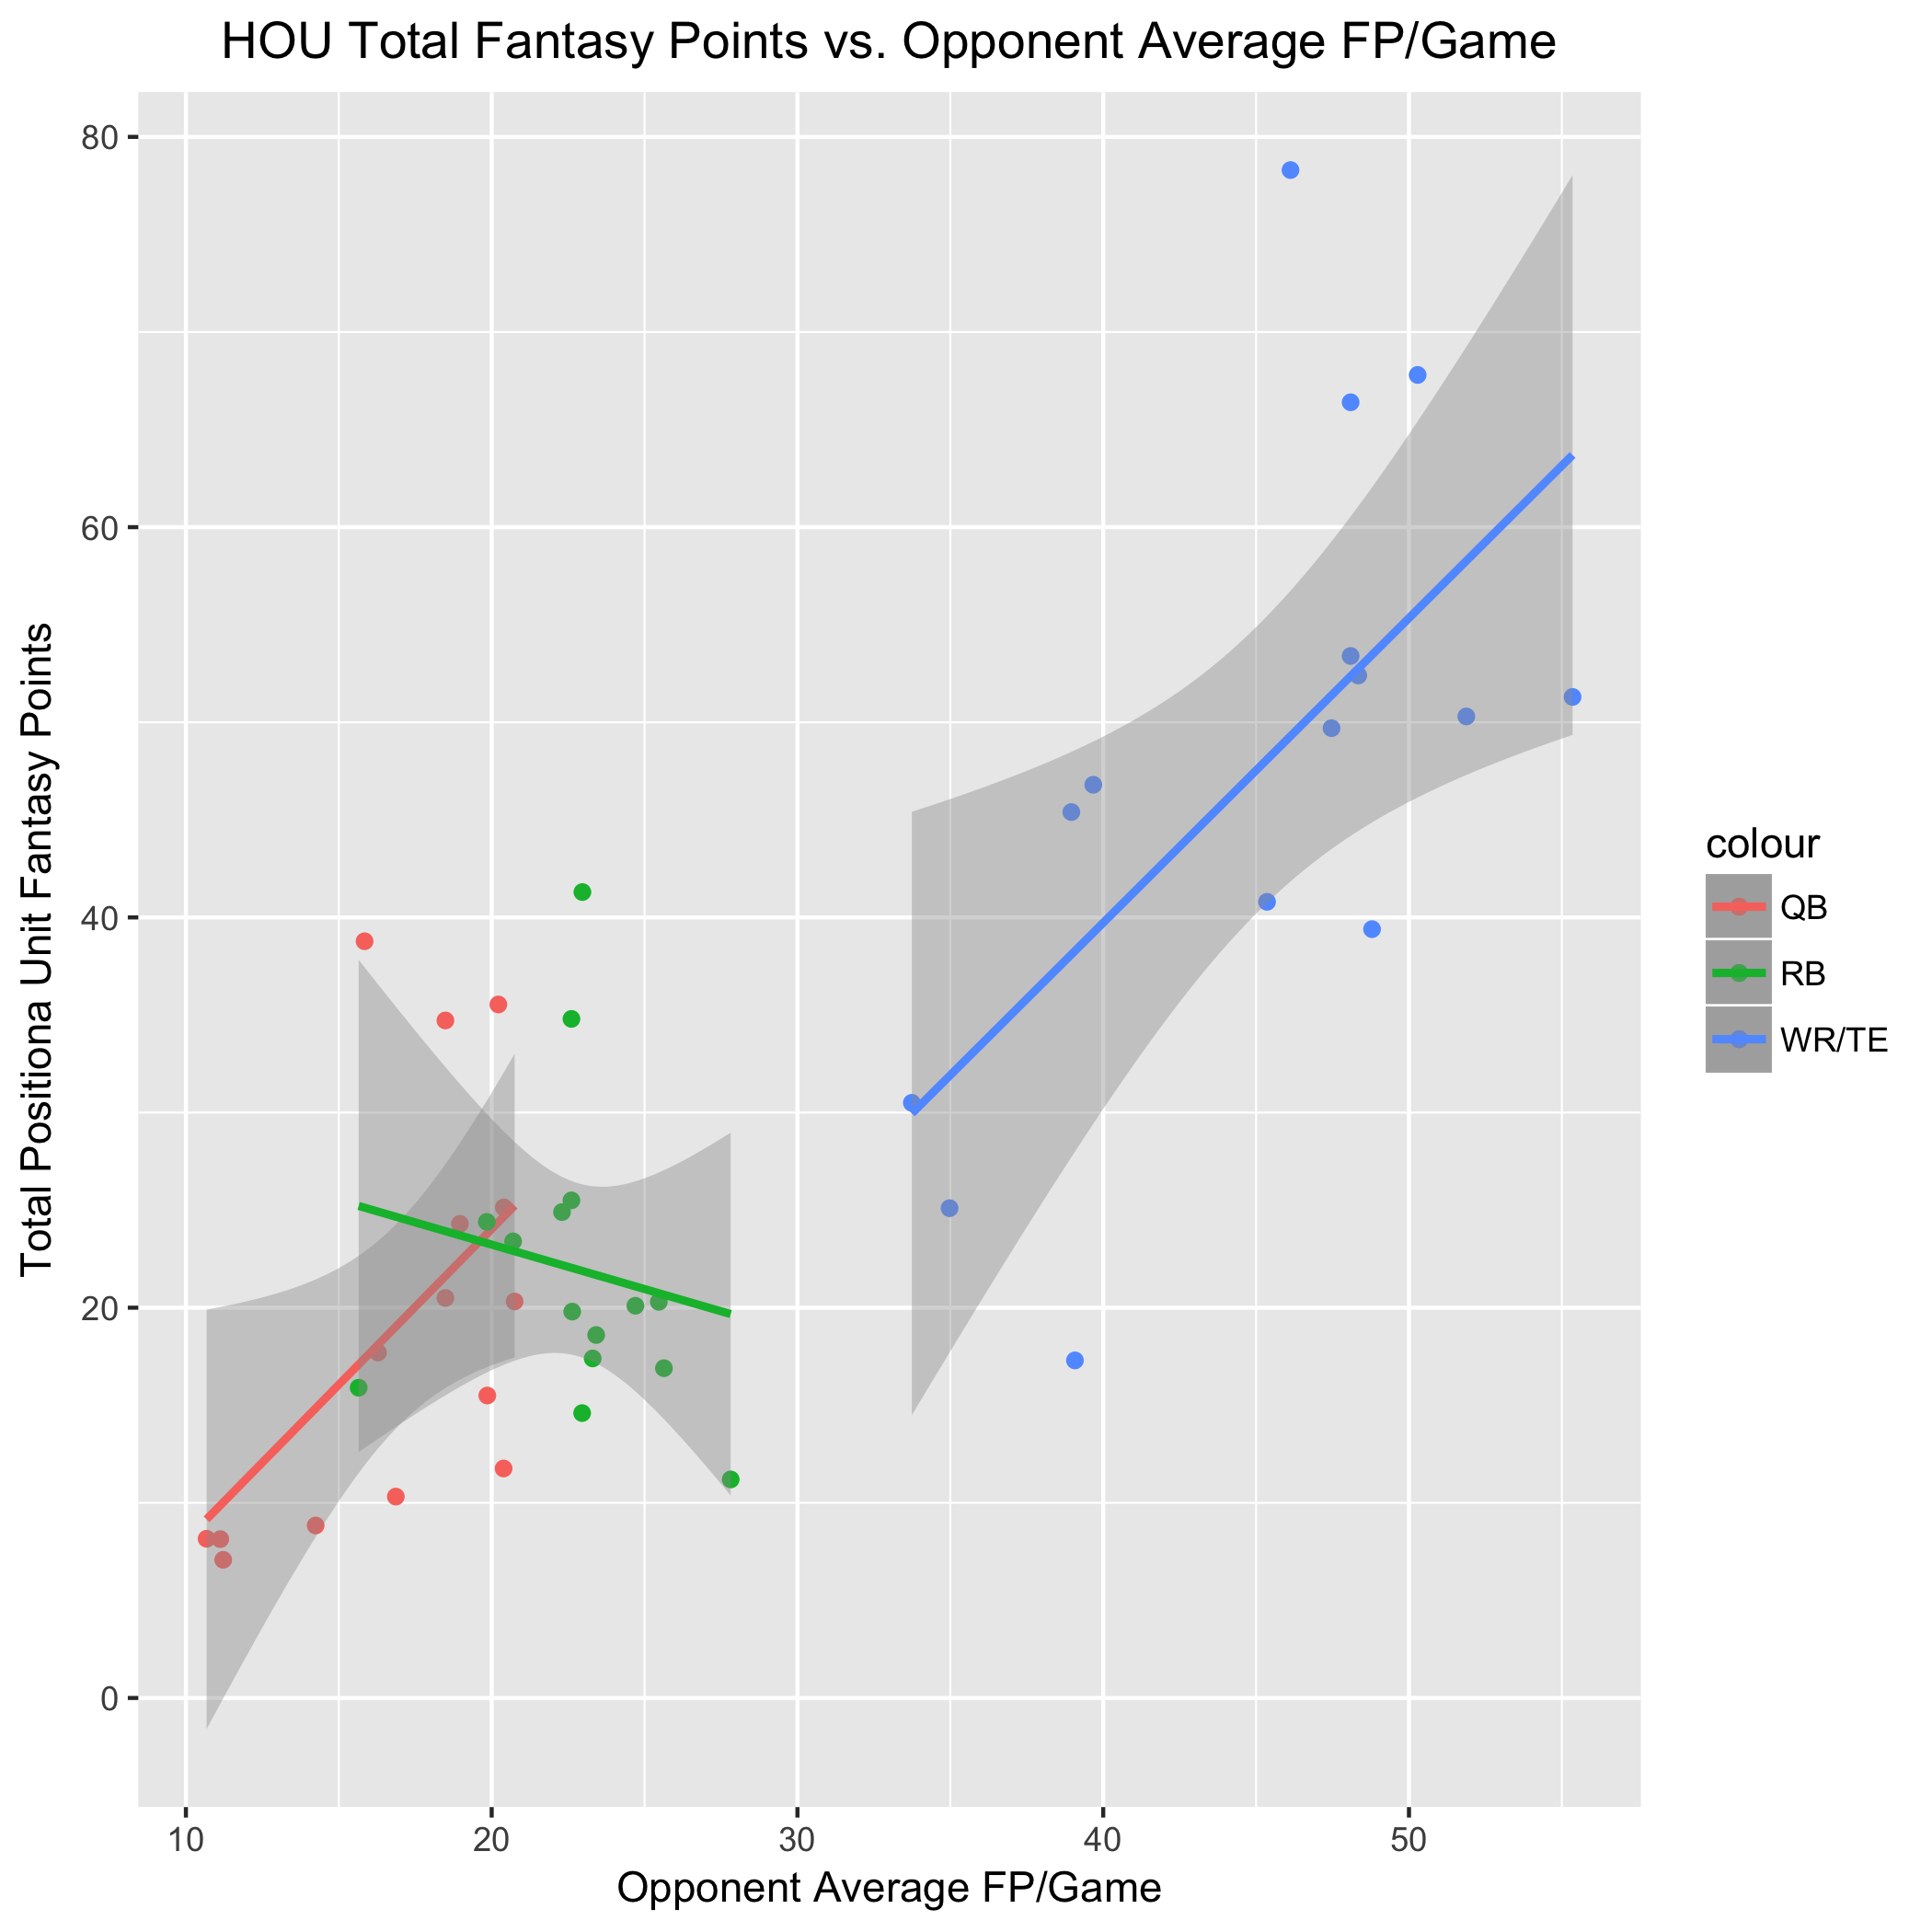 HOU Total Fantasy Points vs. Opponent Average FP/Game
Total Positiona Unit Fantasy Points
80
60
40
20
0
10 20 30 40 50
Opponent Average FP/Game
colour
QB
RB
WR/TE